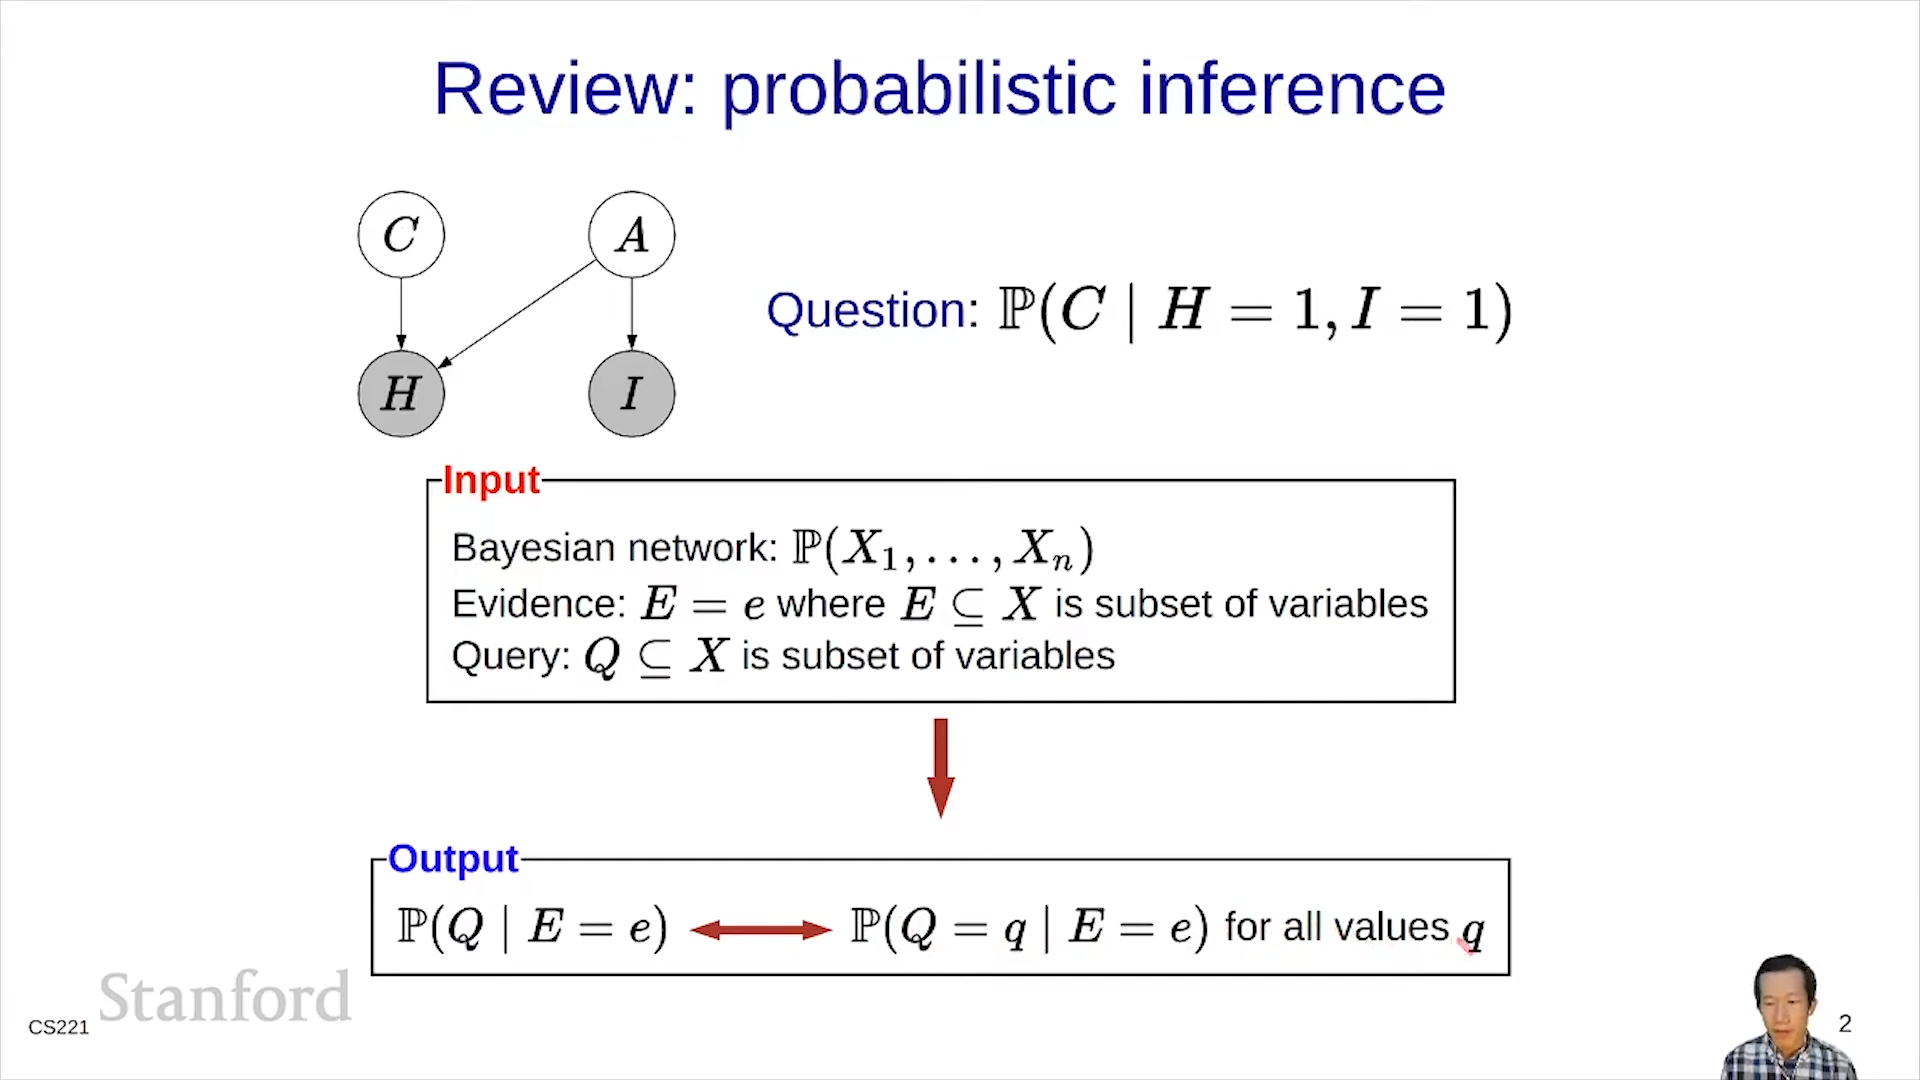 Review: probabilistic inference
C
A
H
I
Question: ℙ(C | H = 1, I = 1)
Input
Bayesian network: ℙ(X₁, . . . , Xₙ)
Evidence: E = e where E ⊆ X is subset of variables
Query: Q ⊆ X is subset of variables
Output
ℙ(Q | E = e) ℙ(Q = q | E = e) for all values q
Stanford
CS221
2